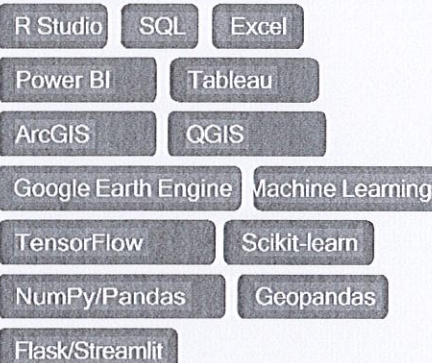 R Studio SQL Excel
Power BI Tableau
ArcGIS QGIS
Google Earth Engine Machine Learning
TensorFlow Scikit-learn
NumPy/Pandas Geopandas
Flask/Streamlit